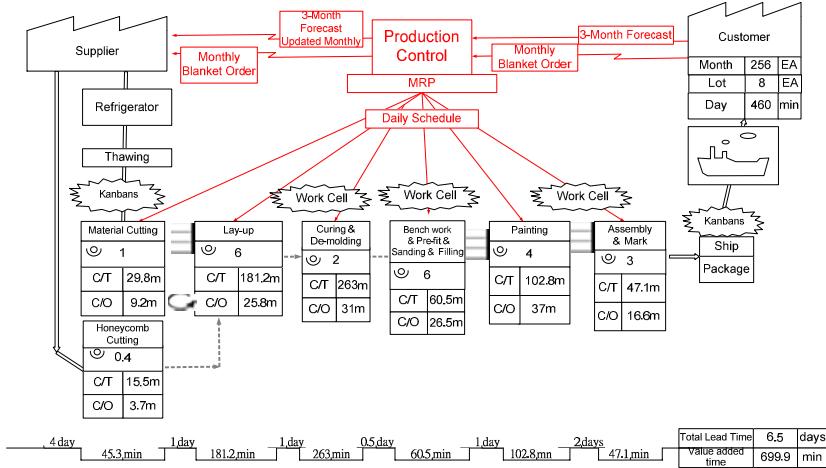 Supplier
3-Month
Forecast
Updated Monthly
Monthly
Blanket Order
Production
Control
MRP
3-Month Forecast
Monthly
Blanket Order
Customer
Month 256 EA
Lot 8 EA
Day 460 min
Refrigerator
Thawing
Daily Schedule
Kanbans
Work Cell
Work Cell
Work Cell
Kanbans
Material Cutting
1
C/T 29.8m
C/O 9.2m
Lay-up
6
C/T 181.2m
C/O 25.8m
Curing &
De-molding
2
C/T 263m
C/O 31m
Bench work
& Pre-fit &
Sanding & Filling
6
C/T 60.5m
C/O 26.5m
Painting
4
C/T 102.8m
C/O 37m
Assembly
& Mark
3
C/T 47.1m
C/O 16.6m
Ship
Package
Honeycomb
Cutting
0.4
C/T 15.5m
C/O 3.7m
4 day 1 day 1 day 0.5 day 1 day 2 days
45.3 min 181.2 min 263 min 60.5 min 102.8 mn 47.1 min
Total Lead Time 6.5 days
Value added
time 699.9 min